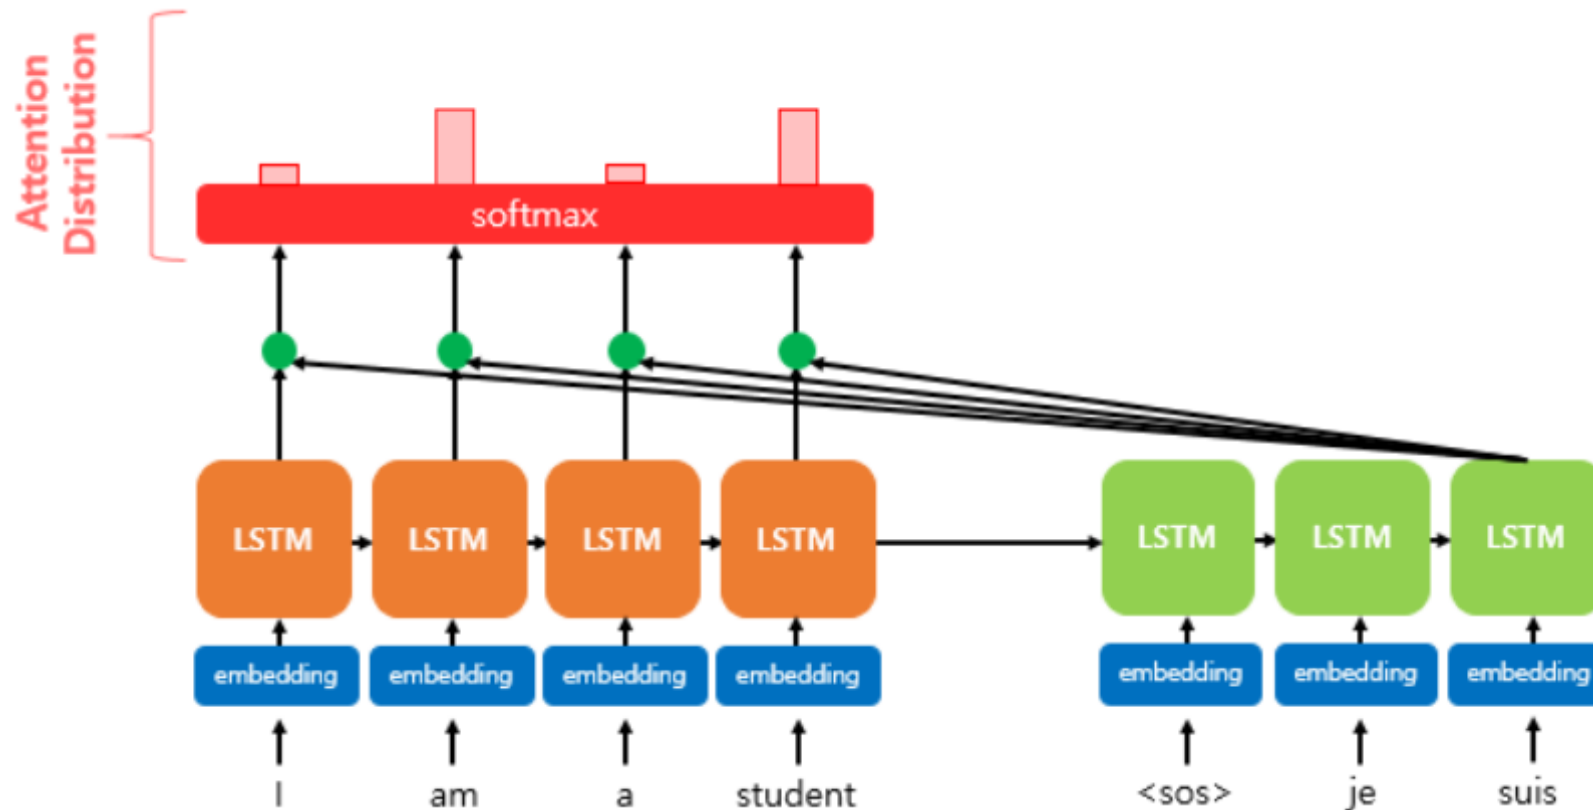 Attention
Distribution
softmax
LSTM LSTM LSTM LSTM LSTM LSTM LSTM
embedding embedding embedding embedding embedding embedding embedding
I am a student <sos> je suis